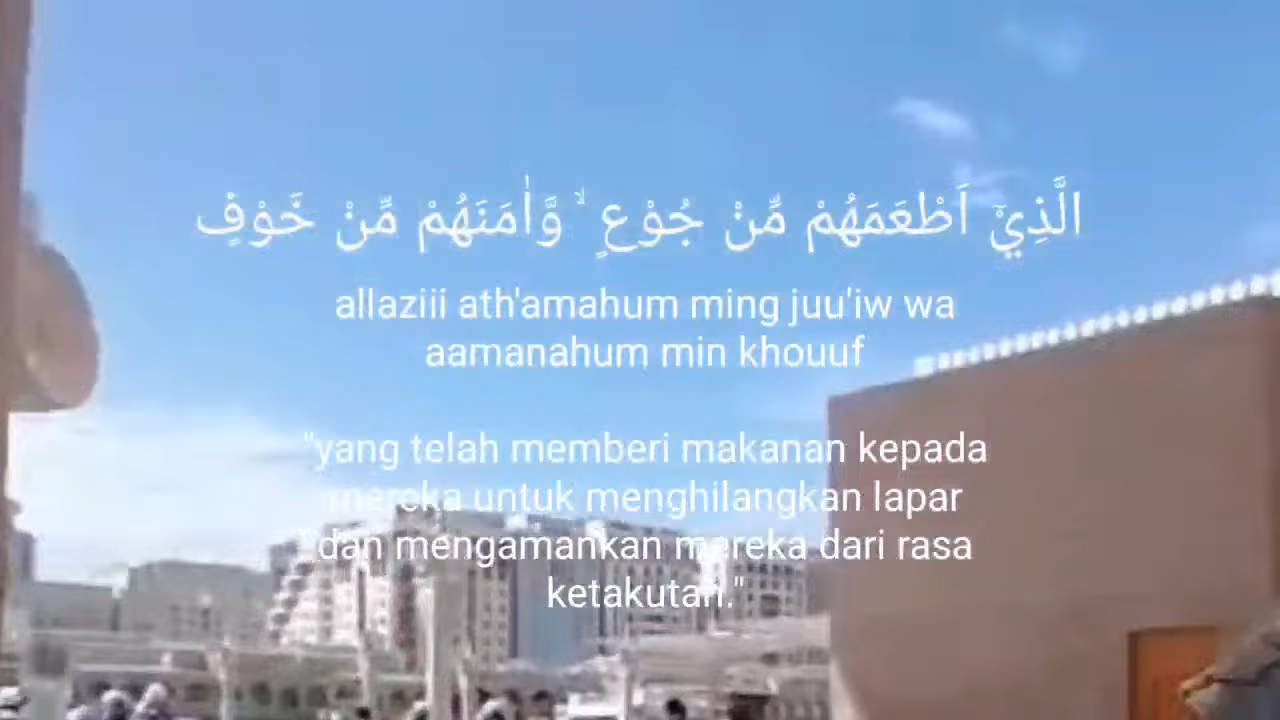 الَّذِيْٓ اَطْعَمَهُمْ مِّنْ جُوْعٍ ۙ وَّاٰمَنَهُمْ مِّنْ خَوْفٍ
allaziii ath'amahum ming juu'iw wa
aamanahum min khouuf
"yang telah memberi makanan kepada
mereka untuk menghilangkan lapar
dan mengamankan mereka dari rasa
ketakutan."